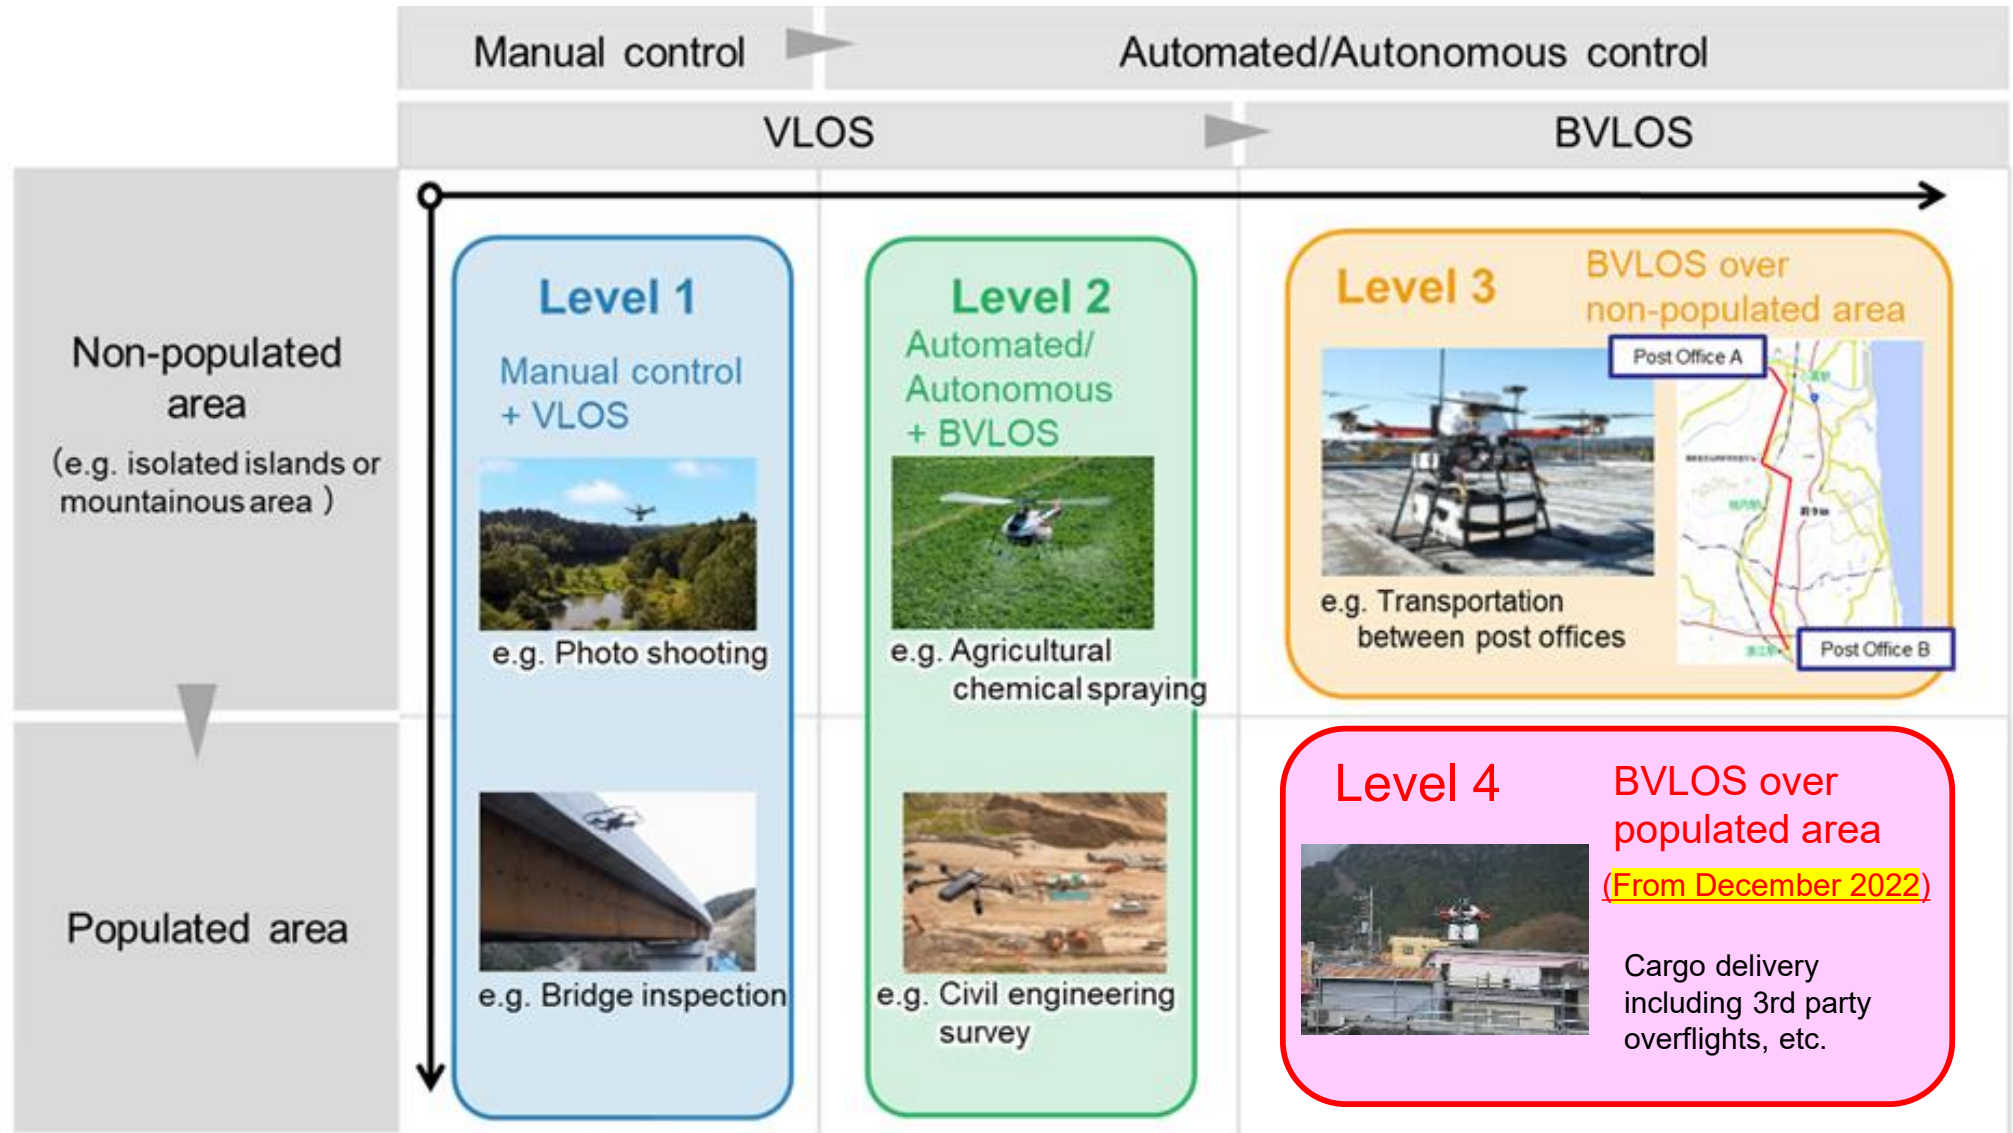 Manual control
Automated/Autonomous control
VLOS
BVLOS
Non-populated
area
(e.g. isolated islands or
mountainous area )
Level 1
Manual control
+ VLOS
e.g. Photo shooting
Level 2
Automated/
Autonomous
+ BVLOS
e.g. Agricultural
chemical spraying
Level 3
BVLOS over
non-populated area
Post Office A
Post Office B
e.g. Transportation
between post offices
Populated area
e.g. Bridge inspection
e.g. Civil engineering
survey
Level 4
BVLOS over
populated area
(From December 2022)
Cargo delivery
including 3rd party
overflights, etc.